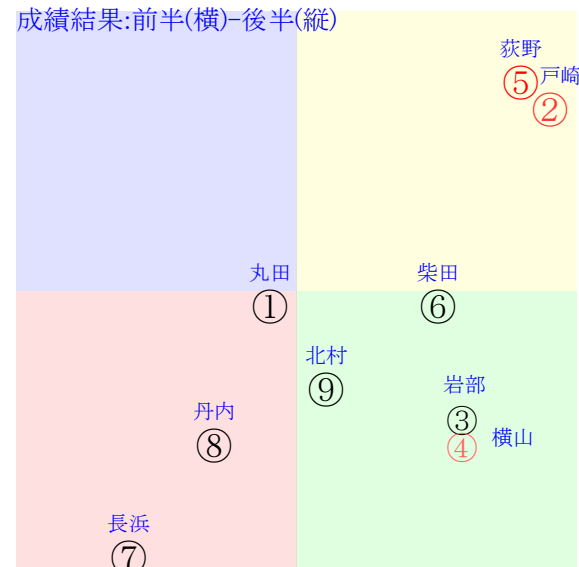 成績結果:前半(横)-後半(縦)
荻野
⑤
戸崎
②
丸田
①
柴田
⑥
北村
⑨
岩部
③
横山
④
丹内
⑧
長浜
⑦